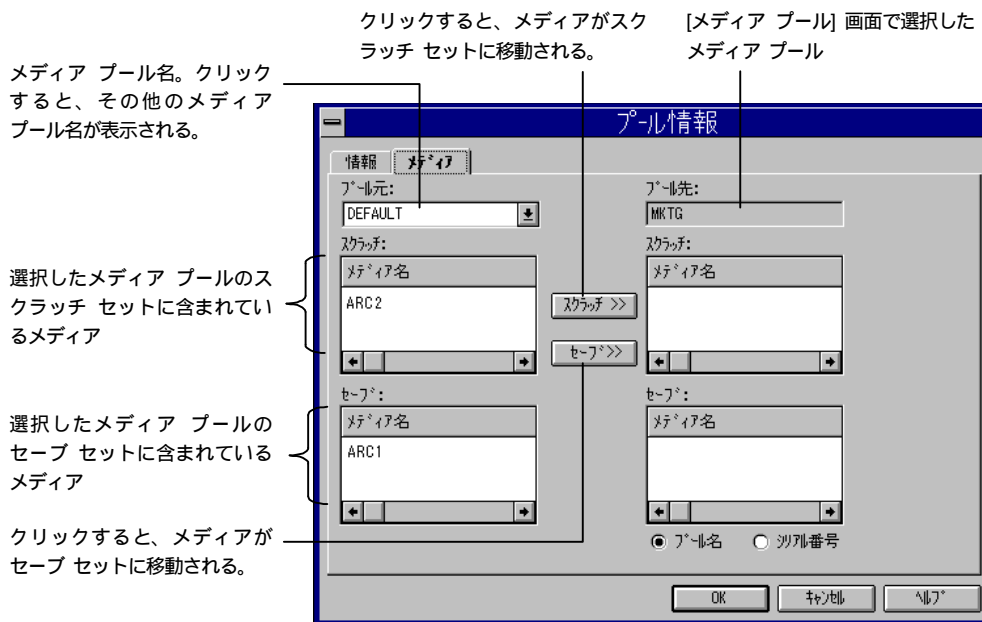 クリックすると、メディアがスク
ラッチ セットに移動される。
[メディア プール] 画面で選択した
メディア プール
メディア プール名。クリック
すると、その他のメディア
プール名が表示される。
プール情報
情報
メディア
プール元:
プール先:
DEFAULT
MKTG
スクラッチ:
スクラッチ:
メディア名
メディア名
選択したメディア プールのス
クラッチ セットに含まれてい
るメディア
ARC2
スクラッチ >>
セーブ>>
セーブ:
セーブ:
選択したメディア プールの
セーブ セットに含まれている
メディア
メディア名
メディア名
ARC1
クリックすると、メディアが
セーブ セットに移動される。
プール名
シリアル番号
OK
キャンセル
ヘルプ